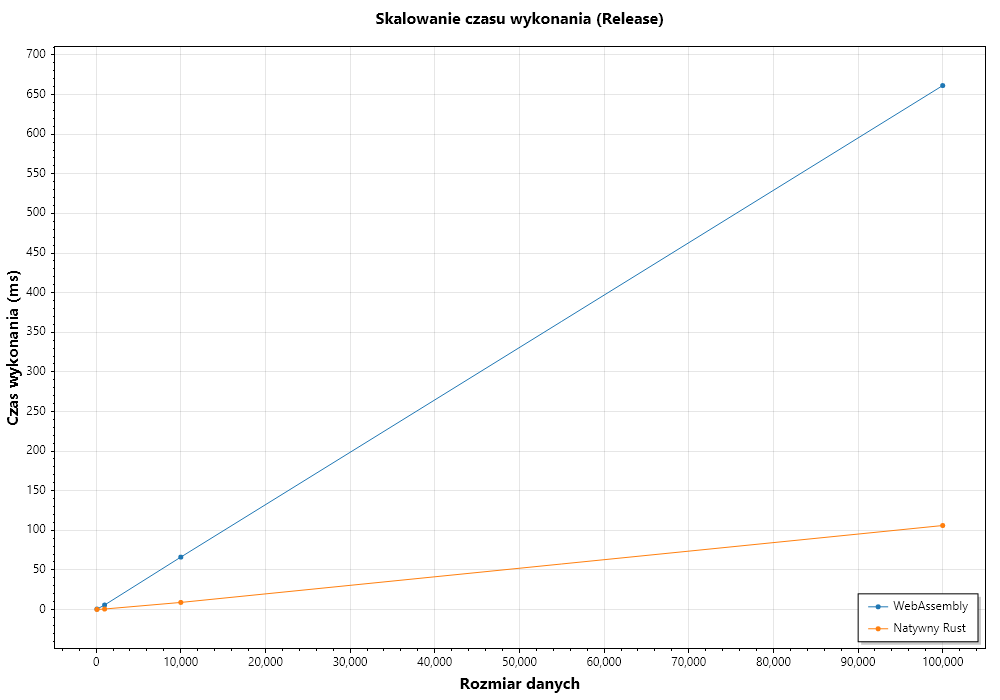 Skalowanie czasu wykonania (Release)
700
650
600
550
500
450
400
350
300
250
200
150
100
50
0
Czas wykonania (ms)
0 10,000 20,000 30,000 40,000 50,000 60,000 70,000 80,000 90,000 100,000
Rozmiar danych
WebAssembly
Natywny Rust